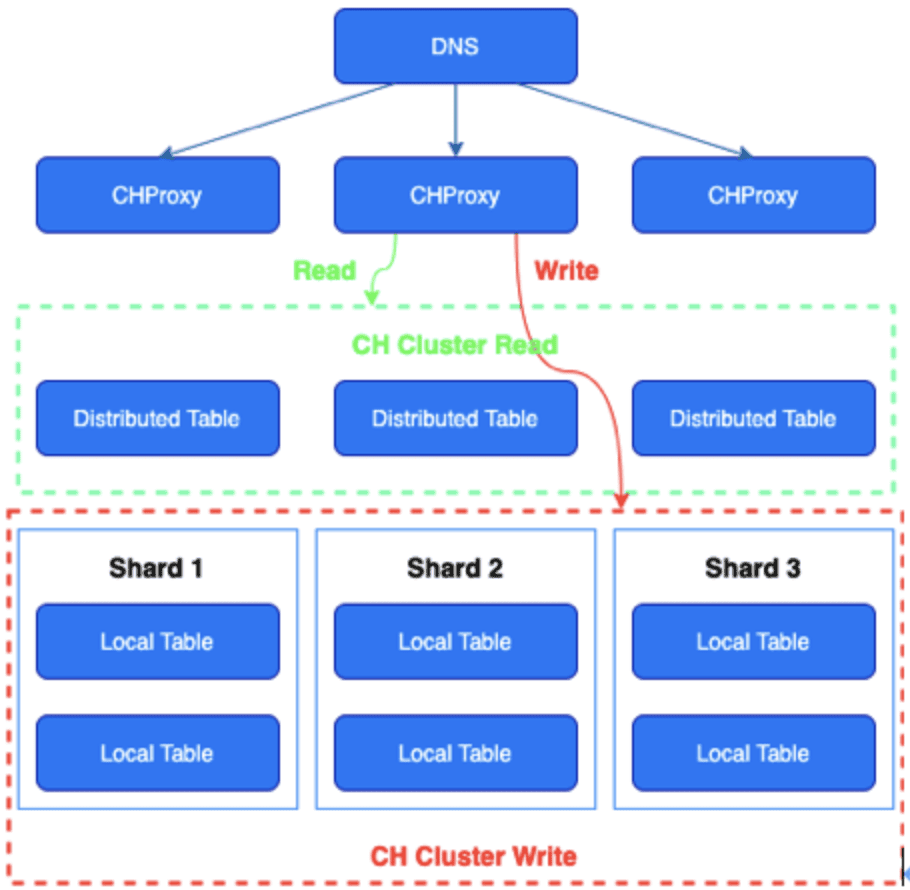 DNS
CHProxy CHProxy CHProxy
Read Write
CH Cluster Read
Distributed Table Distributed Table Distributed Table
Shard 1 Shard 2 Shard 3
Local Table Local Table Local Table
Local Table Local Table Local Table
CH Cluster Write